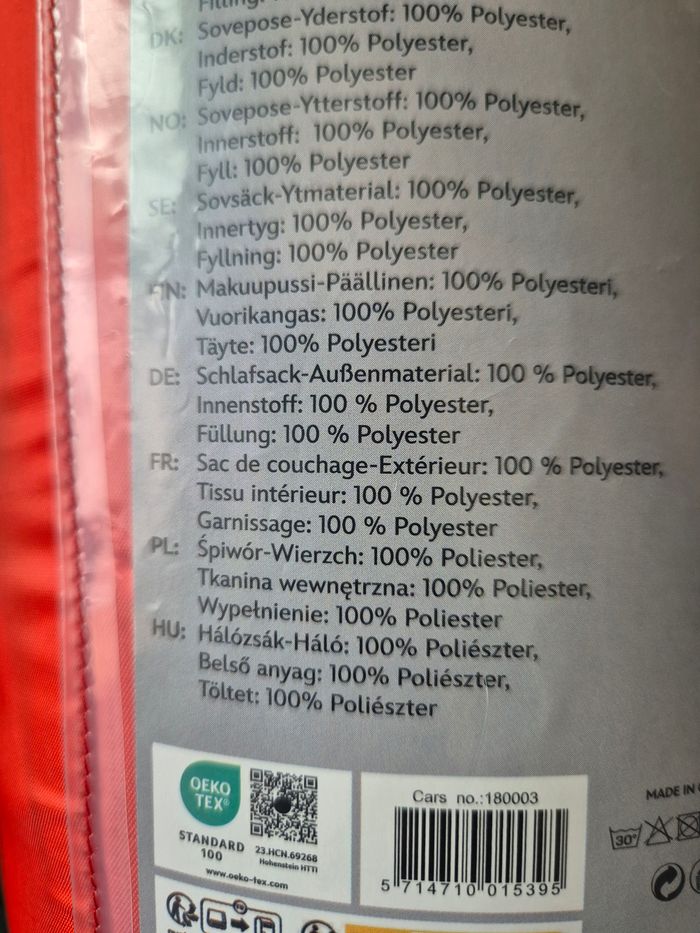 Filling:
DK: Sovepose-Yderstof: 100% Polyester,
Inderstof: 100% Polyester,
Fyld: 100% Polyester
NO: Sovepose-Ytterstoff: 100% Polyester,
Innerstoff: 100% Polyester,
Fyll: 100% Polyester
SE: Sovsäck-Ytmaterial: 100% Polyester,
Innertyg: 100% Polyester,
Fyllning: 100% Polyester
FIN: Makuupussi-Päällinen: 100% Polyesteri,
Vuorikangas: 100% Polyesteri,
Täyte: 100% Polyesteri
DE: Schlafsack-Außenmaterial: 100 % Polyester,
Innenstoff: 100 % Polyester,
Füllung: 100 % Polyester
FR: Sac de couchage-Extérieur: 100 % Polyester,
Tissu intérieur: 100 % Polyester,
Garnissage: 100 % Polyester
PL: Śpiwór-Wierzch: 100% Poliester,
Tkanina wewnętrzna: 100% Poliester,
Wypełnienie: 100% Poliester
HU: Hálózsák-Háló: 100% Poliészter,
Belső anyag: 100% Poliészter,
Töltet: 100% Poliészter
OEKO
TEX®
STANDARD
100
23.HCN.69268
Hohenstein HTTI
www.oeko-tex.com
Cars no.:180003
5 714710 015395
MADE IN
30°
FR